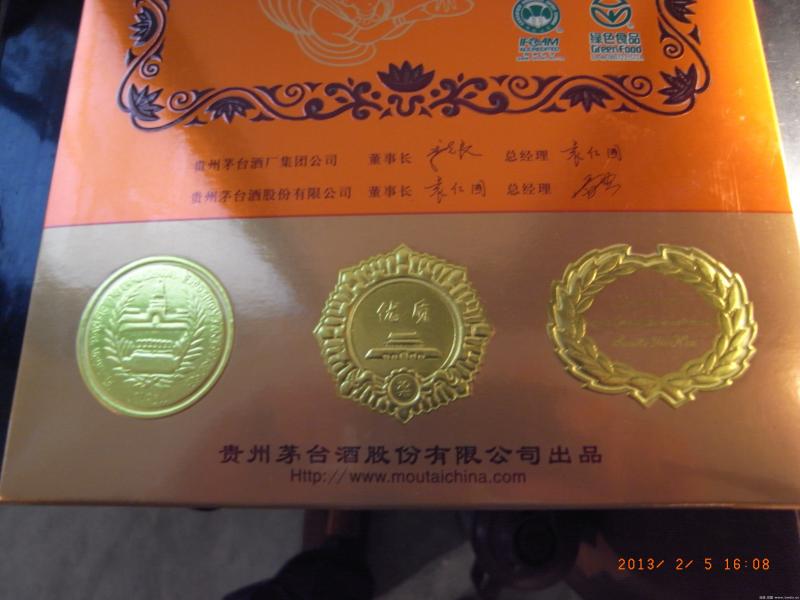 IFOAM
ACCREDITED
绿色食品
GreenFood
贵州茅台酒厂集团公司 董事长 总经理 袁仁国
贵州茅台酒股份有限公司 董事长 袁仁国 总经理
优质
奖
贵州茅台酒股份有限公司出品
Http://www.moutaichina.com
2013/ 2/ 5 16:08